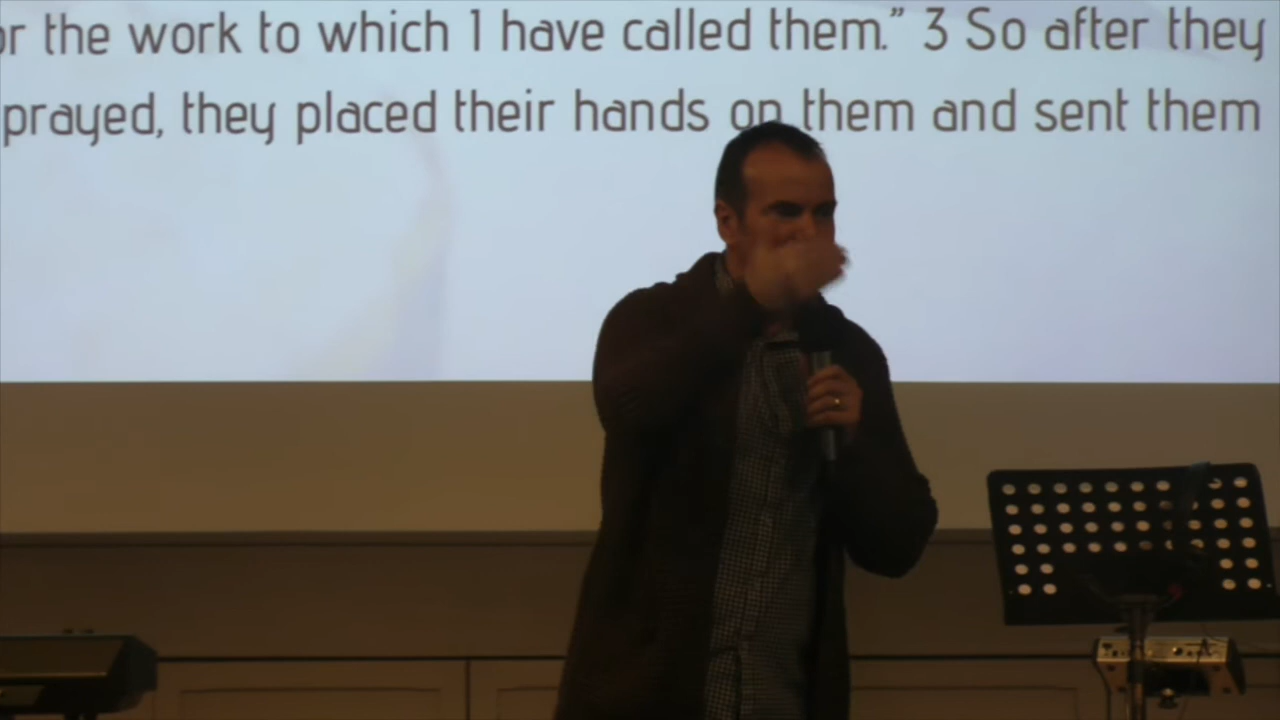 or the work to which I have called them.” 3 So after they
prayed, they placed their hands on them and sent them